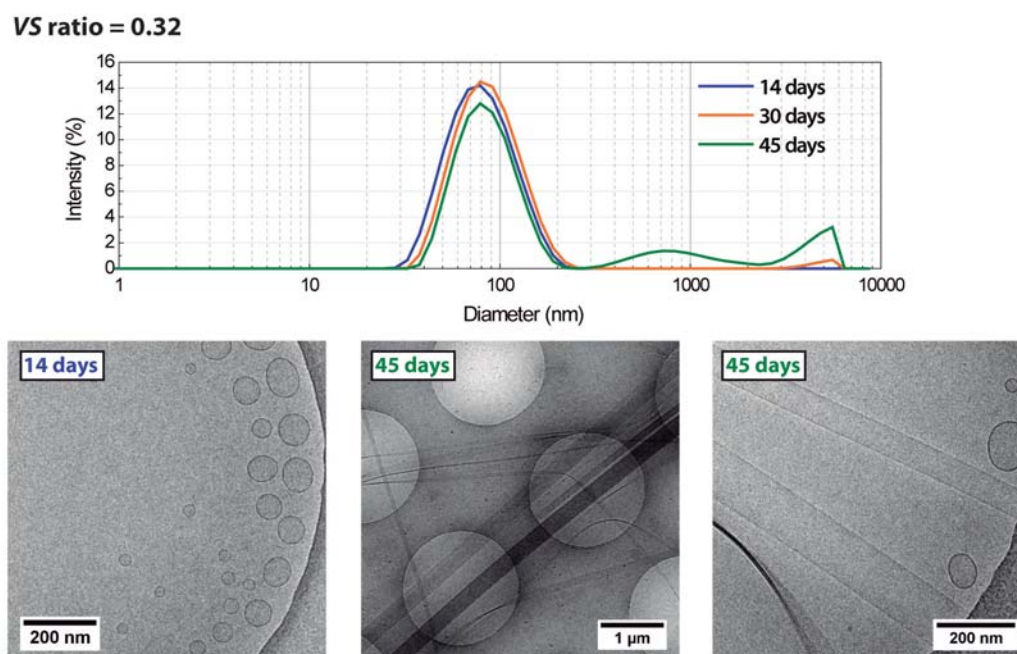 VS ratio = 0.32
16
14
12
10
8
6
4
2
0
Intensity (%)
14 days
30 days
45 days
1
10
100
1000
10000
Diameter (nm)
14 days
45 days
45 days
200 nm
1 µm
200 nm